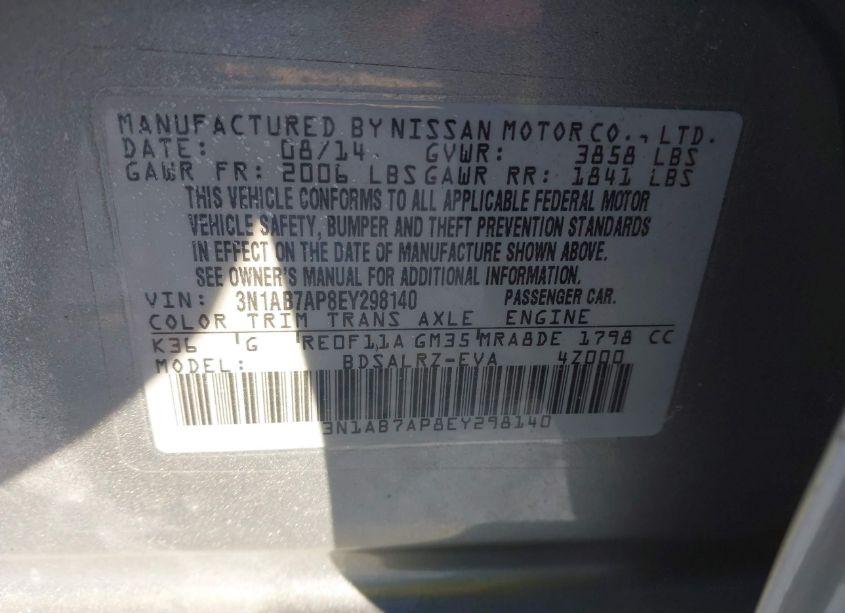 MANUFACTURED BY NISSAN MOTOR CO., LTD.
DATE: 08/14 GVWR: 3858 LBS
GAWR FR: 2006 LBS GAWR RR: 1841 LBS
THIS VEHICLE CONFORMS TO ALL APPLICABLE FEDERAL MOTOR
VEHICLE SAFETY, BUMPER AND THEFT PREVENTION STANDARDS
IN EFFECT ON THE DATE OF MANUFACTURE SHOWN ABOVE.
SEE OWNER'S MANUAL FOR ADDITIONAL INFORMATION.
VIN: 3N1AB7AP8EY298140 PASSENGER CAR.
COLOR TRIM TRANS AXLE ENGINE
K36 G RE0F11A GM35 MRA8DE 1798 CC
MODEL: BDSALRZ-EVA 4Z000
3N1AB7AP8EY298140